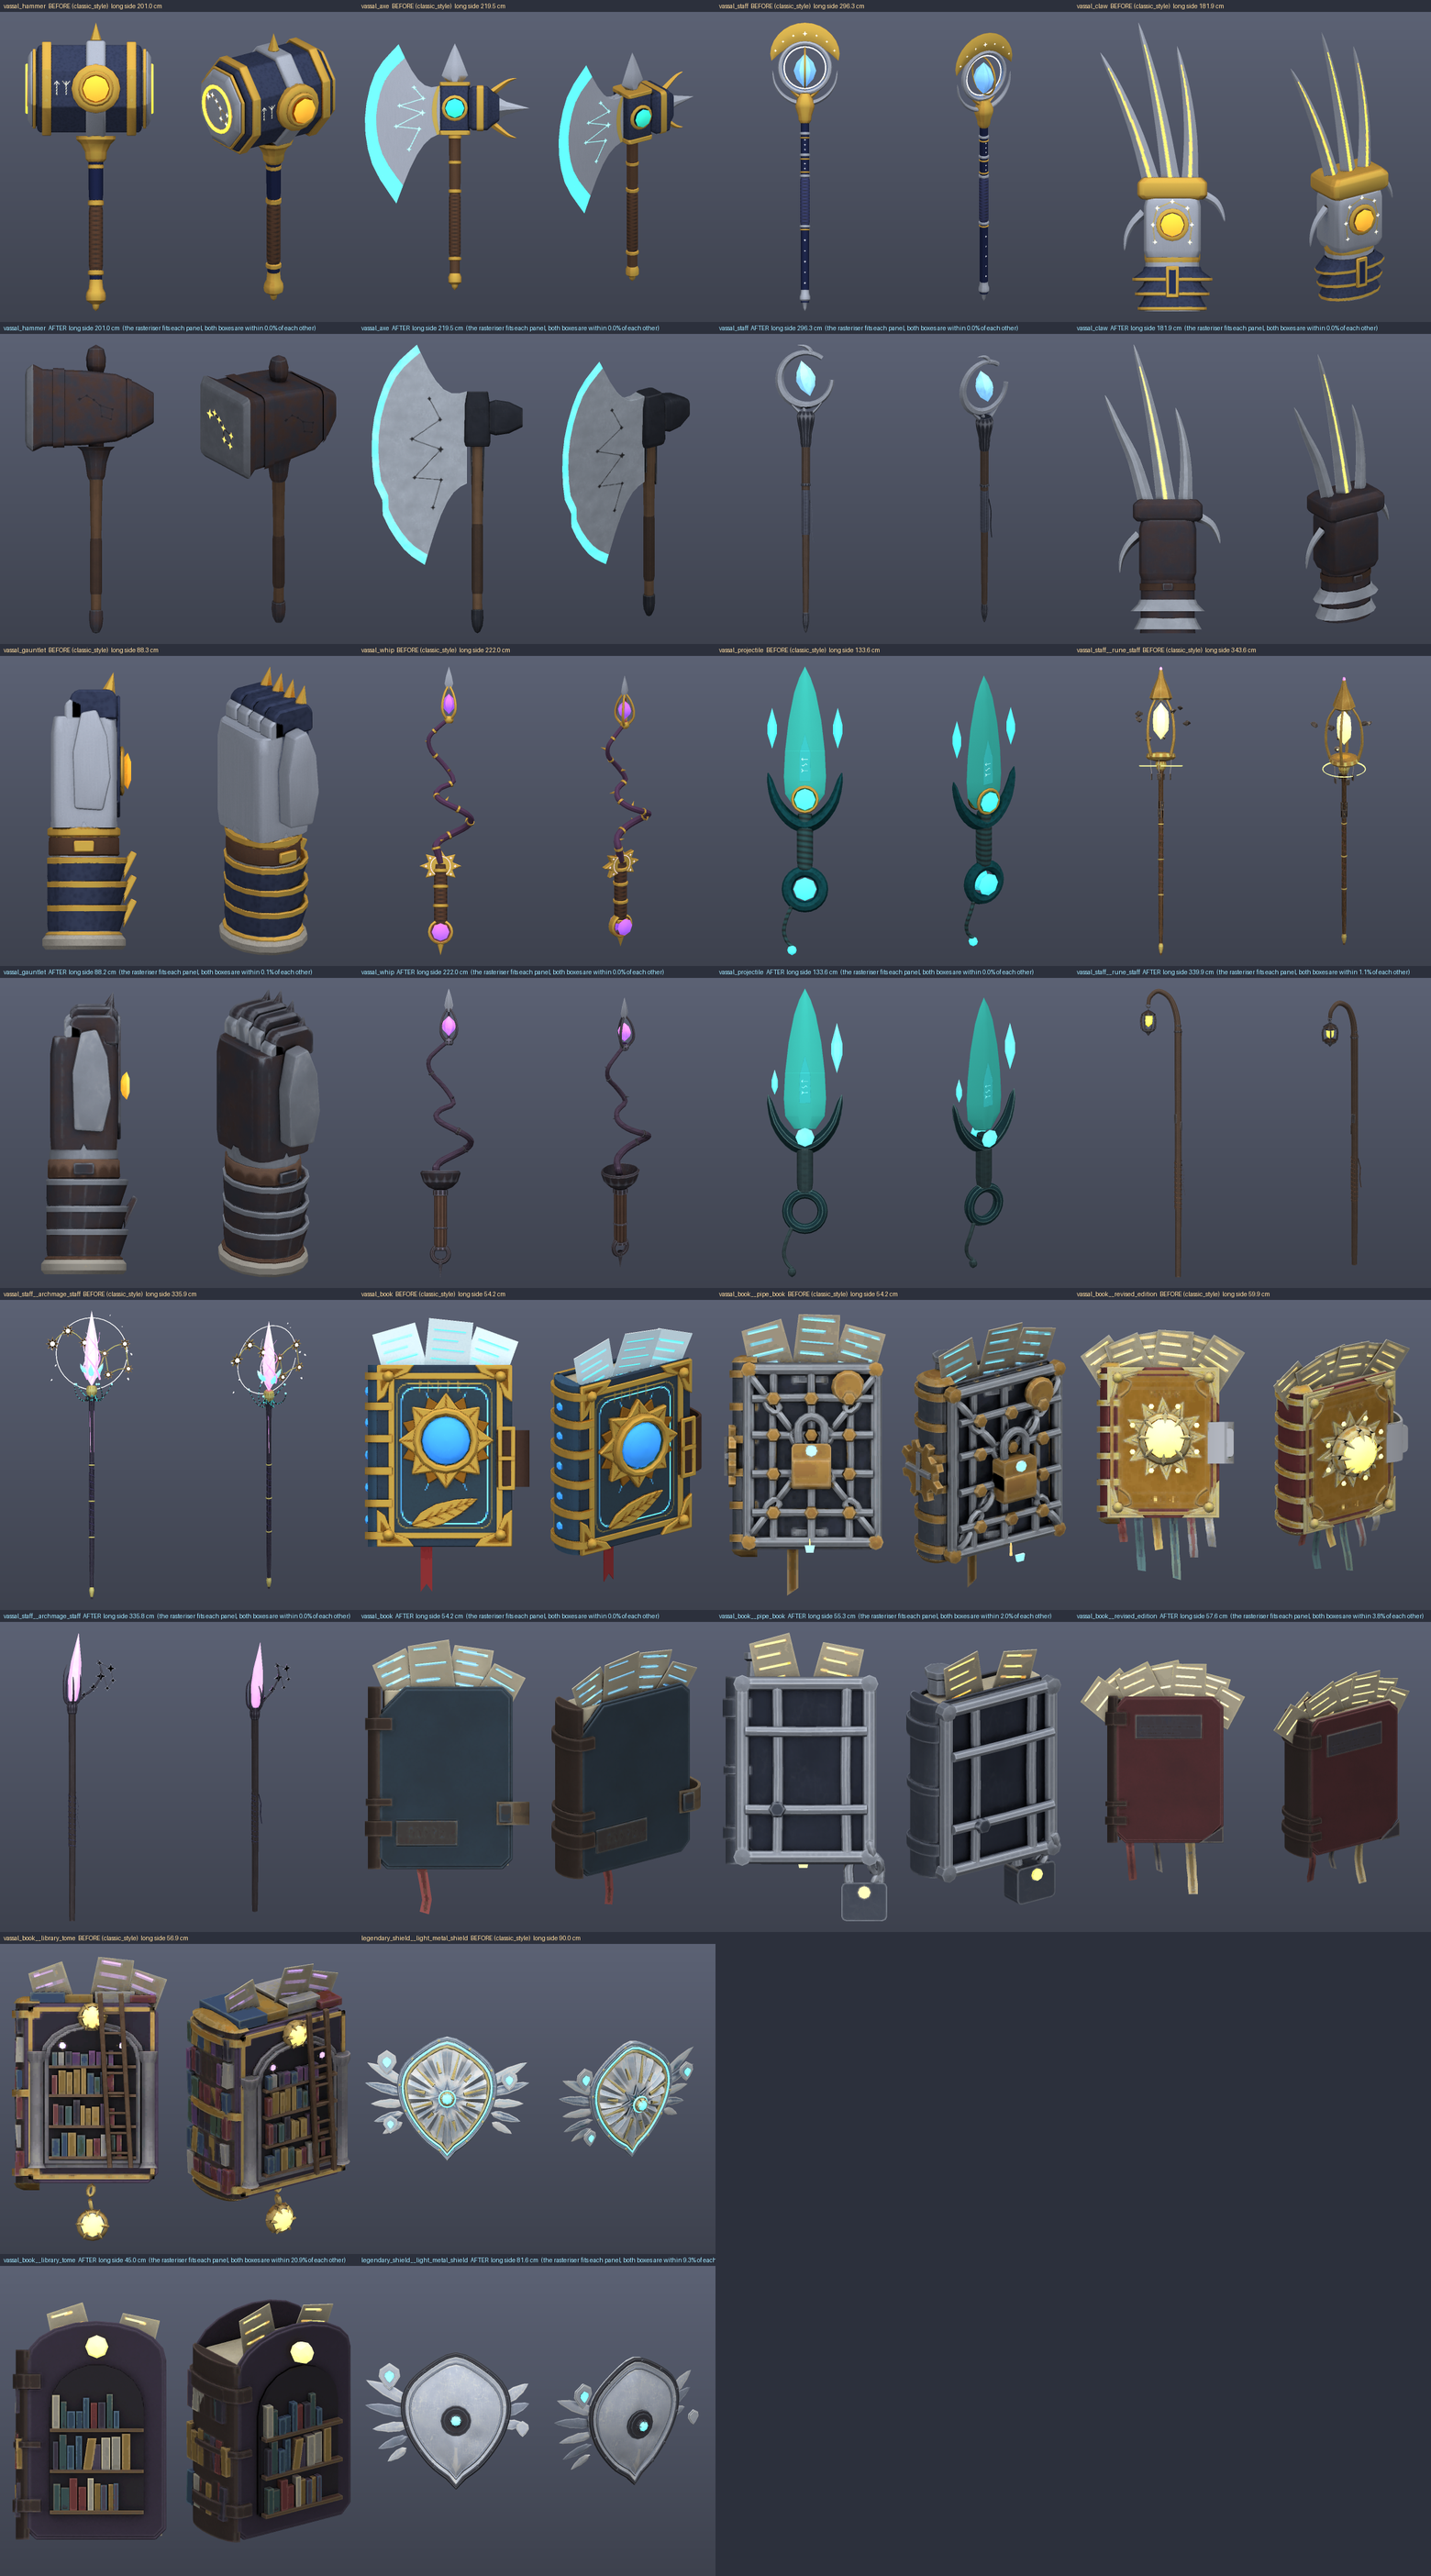 vassal_hammer BEFORE (classic_style) long side 201.0 cm
vassal_axe BEFORE (classic_style) long side 219.5 cm
vassal_staff BEFORE (classic_style) long side 296.3 cm
vassal_claw BEFORE (classic_style) long side 181.9 cm
vassal_hammer AFTER long side 201.0 cm (the rasteriser fits each panel, both boxes are within 0.0% of each other)
vassal_axe AFTER long side 219.5 cm (the rasteriser fits each panel, both boxes are within 0.0% of each other)
vassal_staff AFTER long side 296.3 cm (the rasteriser fits each panel, both boxes are within 0.0% of each other)
vassal_claw AFTER long side 181.9 cm (the rasteriser fits each panel, both boxes are within 0.0% of each other)
vassal_gauntlet BEFORE (classic_style) long side 88.3 cm
vassal_whip BEFORE (classic_style) long side 222.0 cm
vassal_projectile BEFORE (classic_style) long side 133.6 cm
vassal_staff__rune_staff BEFORE (classic_style) long side 343.6 cm
vassal_gauntlet AFTER long side 88.2 cm (the rasteriser fits each panel, both boxes are within 0.1% of each other)
vassal_whip AFTER long side 222.0 cm (the rasteriser fits each panel, both boxes are within 0.0% of each other)
vassal_projectile AFTER long side 133.6 cm (the rasteriser fits each panel, both boxes are within 0.0% of each other)
vassal_staff__rune_staff AFTER long side 339.9 cm (the rasteriser fits each panel, both boxes are within 1.1% of each other)
vassal_staff__archmage_staff BEFORE (classic_style) long side 335.9 cm
vassal_book BEFORE (classic_style) long side 54.2 cm
vassal_book__pipe_book BEFORE (classic_style) long side 54.2 cm
vassal_book__revised_edition BEFORE (classic_style) long side 59.9 cm
vassal_staff__archmage_staff AFTER long side 335.8 cm (the rasteriser fits each panel, both boxes are within 0.0% of each other)
vassal_book AFTER long side 54.2 cm (the rasteriser fits each panel, both boxes are within 0.0% of each other)
vassal_book__pipe_book AFTER long side 55.3 cm (the rasteriser fits each panel, both boxes are within 2.0% of each other)
vassal_book__revised_edition AFTER long side 57.6 cm (the rasteriser fits each panel, both boxes are within 3.8% of each other)
vassal_book__library_tome BEFORE (classic_style) long side 56.9 cm
legendary_shield__light_metal_shield BEFORE (classic_style) long side 90.0 cm
vassal_book__library_tome AFTER long side 45.0 cm (the rasteriser fits each panel, both boxes are within 20.9% of each other)
legendary_shield__light_metal_shield AFTER long side 81.6 cm (the rasteriser fits each panel, both boxes are within 9.3% of each